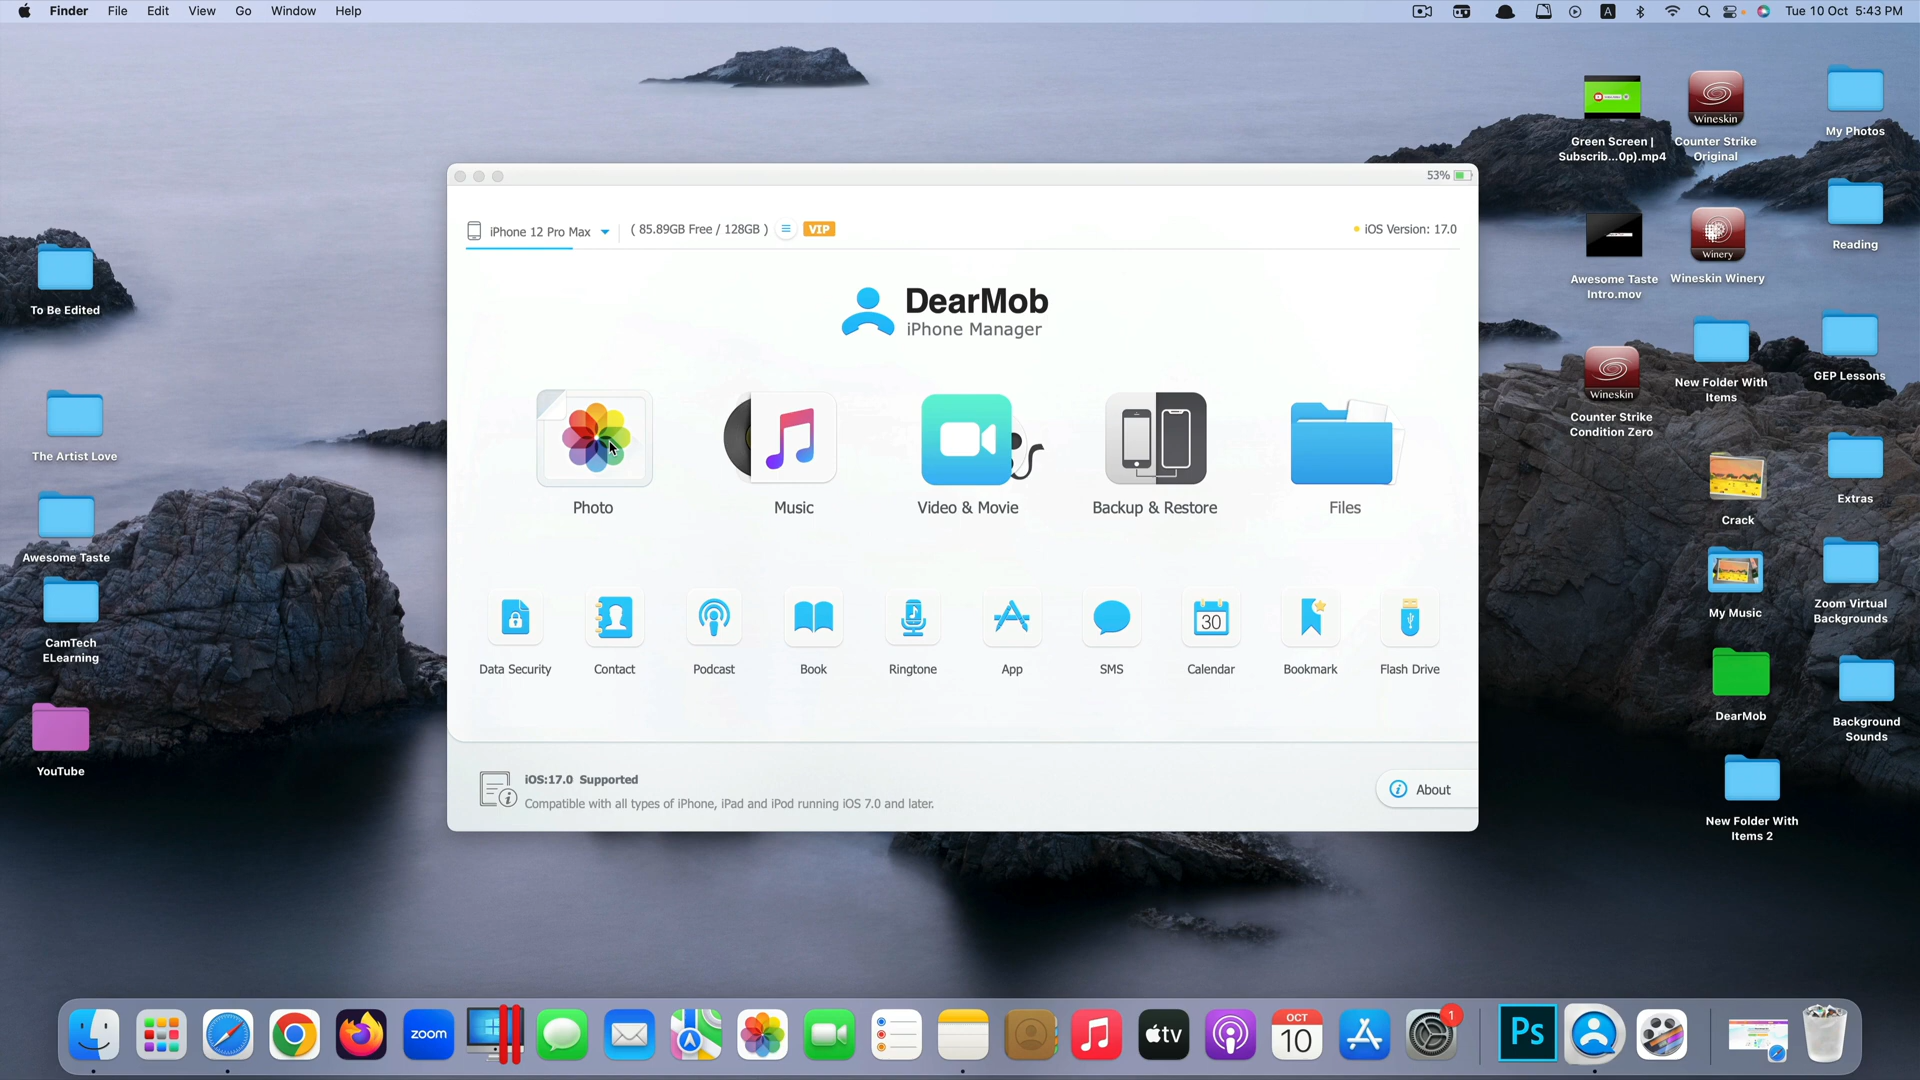 Finder File Edit View Go Window Help
A
Tue 10 Oct 5:43 PM
53%
iPhone 12 Pro Max
( 85.89GB Free / 128GB )
VIP
iOS Version: 17.0
DearMob
iPhone Manager
Photo
Music
Video & Movie
Backup & Restore
Files
30
Data Security
Contact
Podcast
Book
Ringtone
App
SMS
Calendar
Bookmark
Flash Drive
iOS:17.0 Supported
Compatible with all types of iPhone, iPad and iPod running iOS 7.0 and later.
About
To Be Edited
The Artist Love
Awesome Taste
CamTech
ELearning
YouTube
Green Screen |
Subscrib...0p).mp4
Wineskin
Counter Strike
Original
My Photos
Awesome Taste
Intro.mov
Winery
Wineskin Winery
Reading
Wineskin
Counter Strike
Condition Zero
New Folder With
Items
GEP Lessons
Crack
Extras
My Music
Zoom Virtual
Backgrounds
DearMob
Background
Sounds
New Folder With
Items 2
zoom
tv
OCT
10
1
Ps